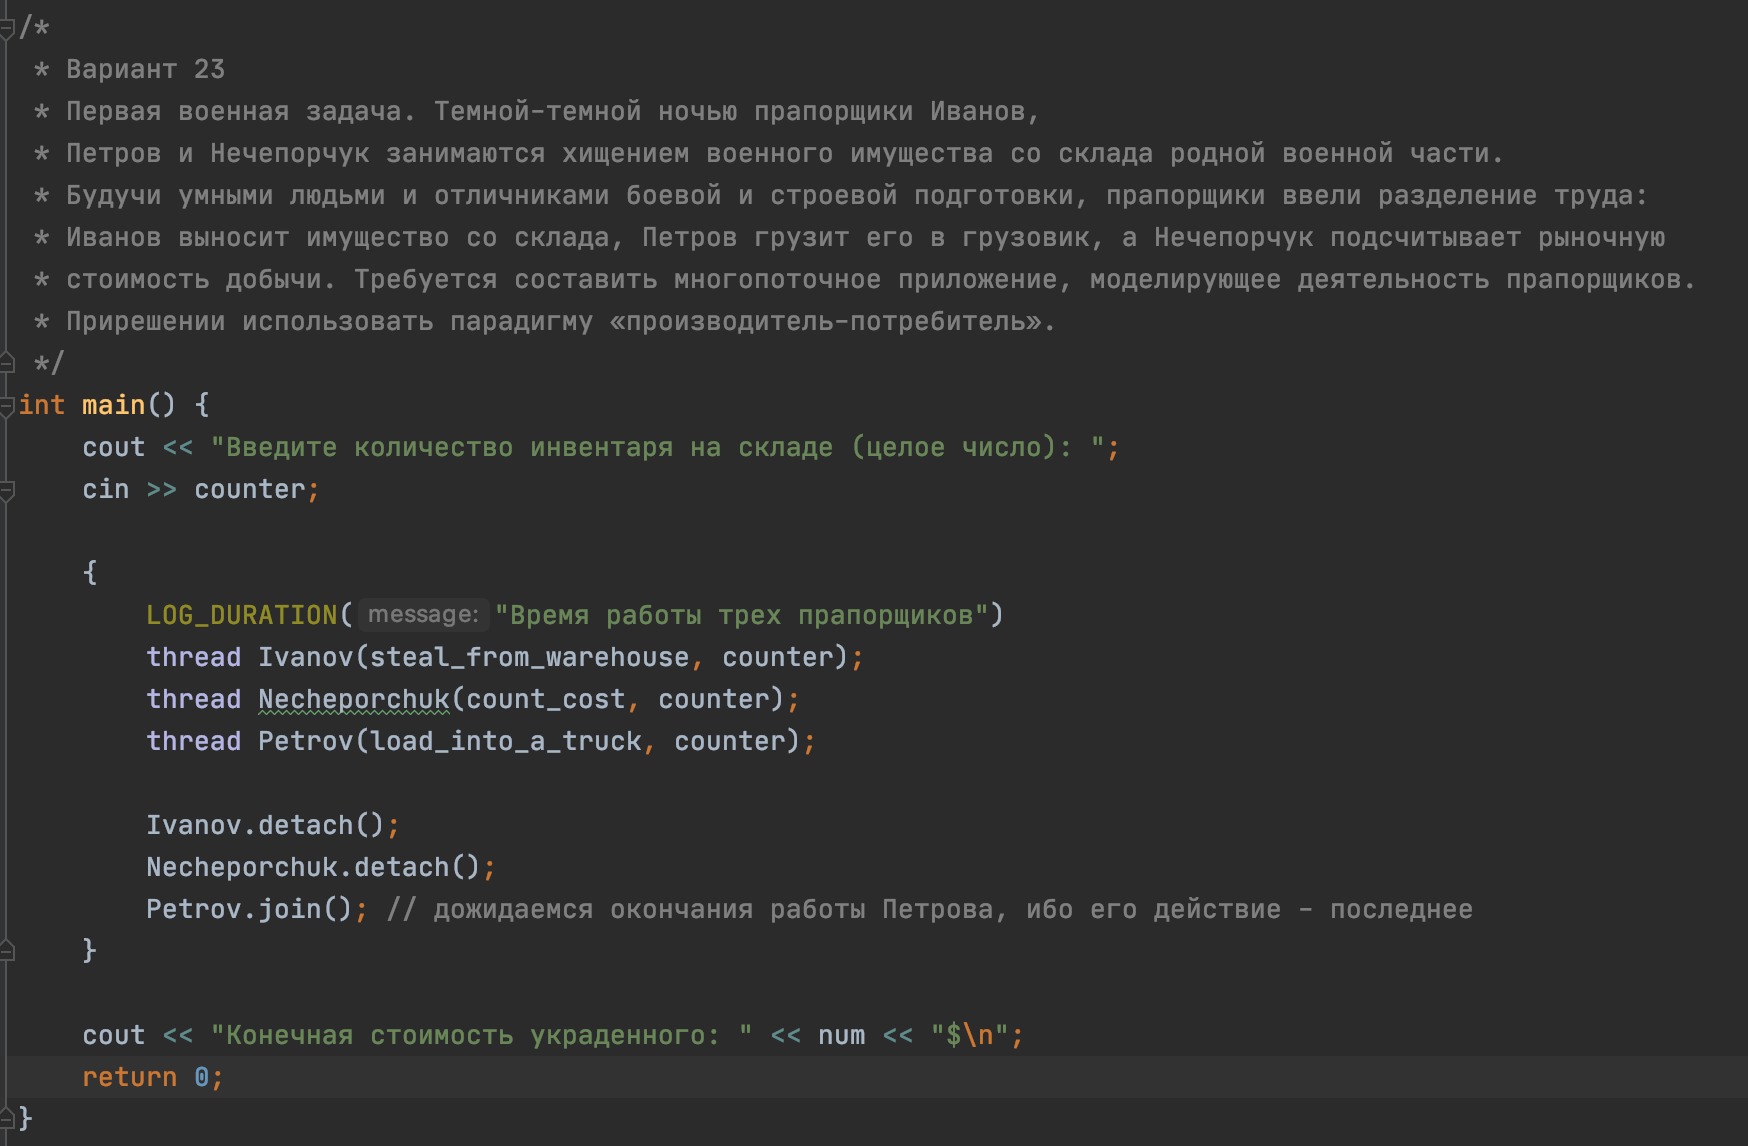 /*
* Вариант 23
* Первая военная задача. Темной-темной ночью прапорщики Иванов,
* Петров и Нечепорчук занимаются хищением военного имущества со склада родной военной части.
* Будучи умными людьми и отличниками боевой и строевой подготовки, прапорщики ввели разделение труда:
* Иванов выносит имущество со склада, Петров грузит его в грузовик, а Нечепорчук подсчитывает рыночную
* стоимость добычи. Требуется составить многопоточное приложение, моделирующее деятельность прапорщиков.
* Прирешении использовать парадигму «производитель-потребитель».
*/
int main() {
cout << "Введите количество инвентаря на складе (целое число): ";
cin >> counter;
{
LOG_DURATION( message: "Время работы трех прапорщиков")
thread Ivanov(steal_from_warehouse, counter);
thread Necheporchuk(count_cost, counter);
thread Petrov(load_into_a_truck, counter);
Ivanov.detach();
Necheporchuk.detach();
Petrov.join(); // дожидаемся окончания работы Петрова, ибо его действие - последнее
}
cout << "Конечная стоимость украденного: " << num << "$\n";
return 0;
}